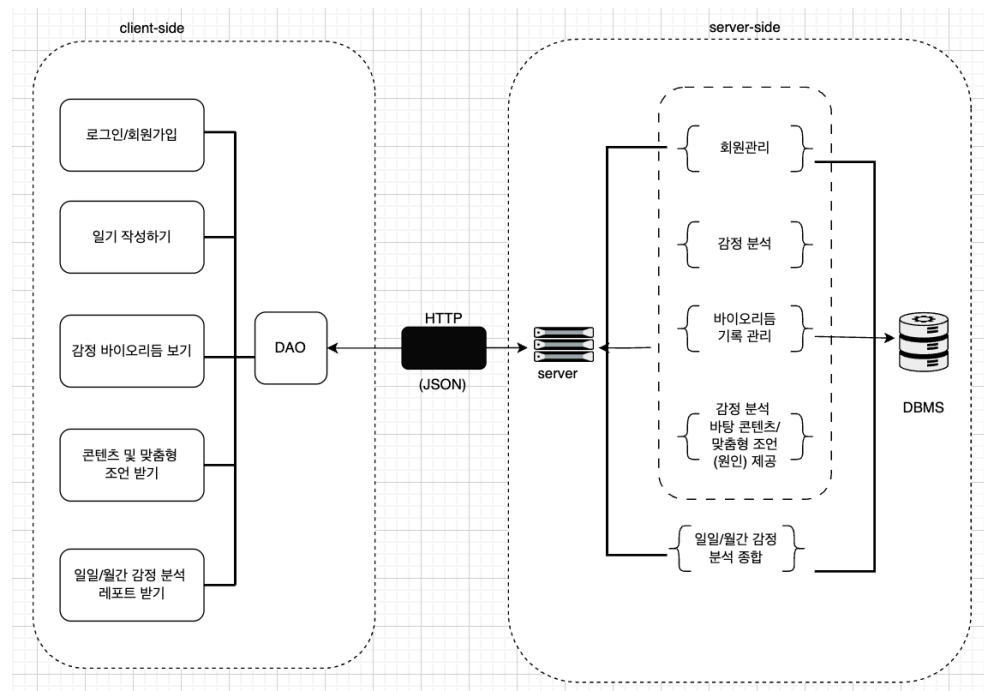 client-side
로그인/회원가입
일기 작성하기
감정 바이오리듬 보기
콘텐츠 및 맞춤형
조언 받기
일일/월간 감정 분석
레포트 받기
DAO
HTTP
(JSON)
server-side
server
회원관리
감정 분석
바이오리듬
기록 관리
감정 분석
바탕 콘텐츠/
맞춤형 조언
(원인) 제공
일일/월간 감정
분석 종합
DBMS